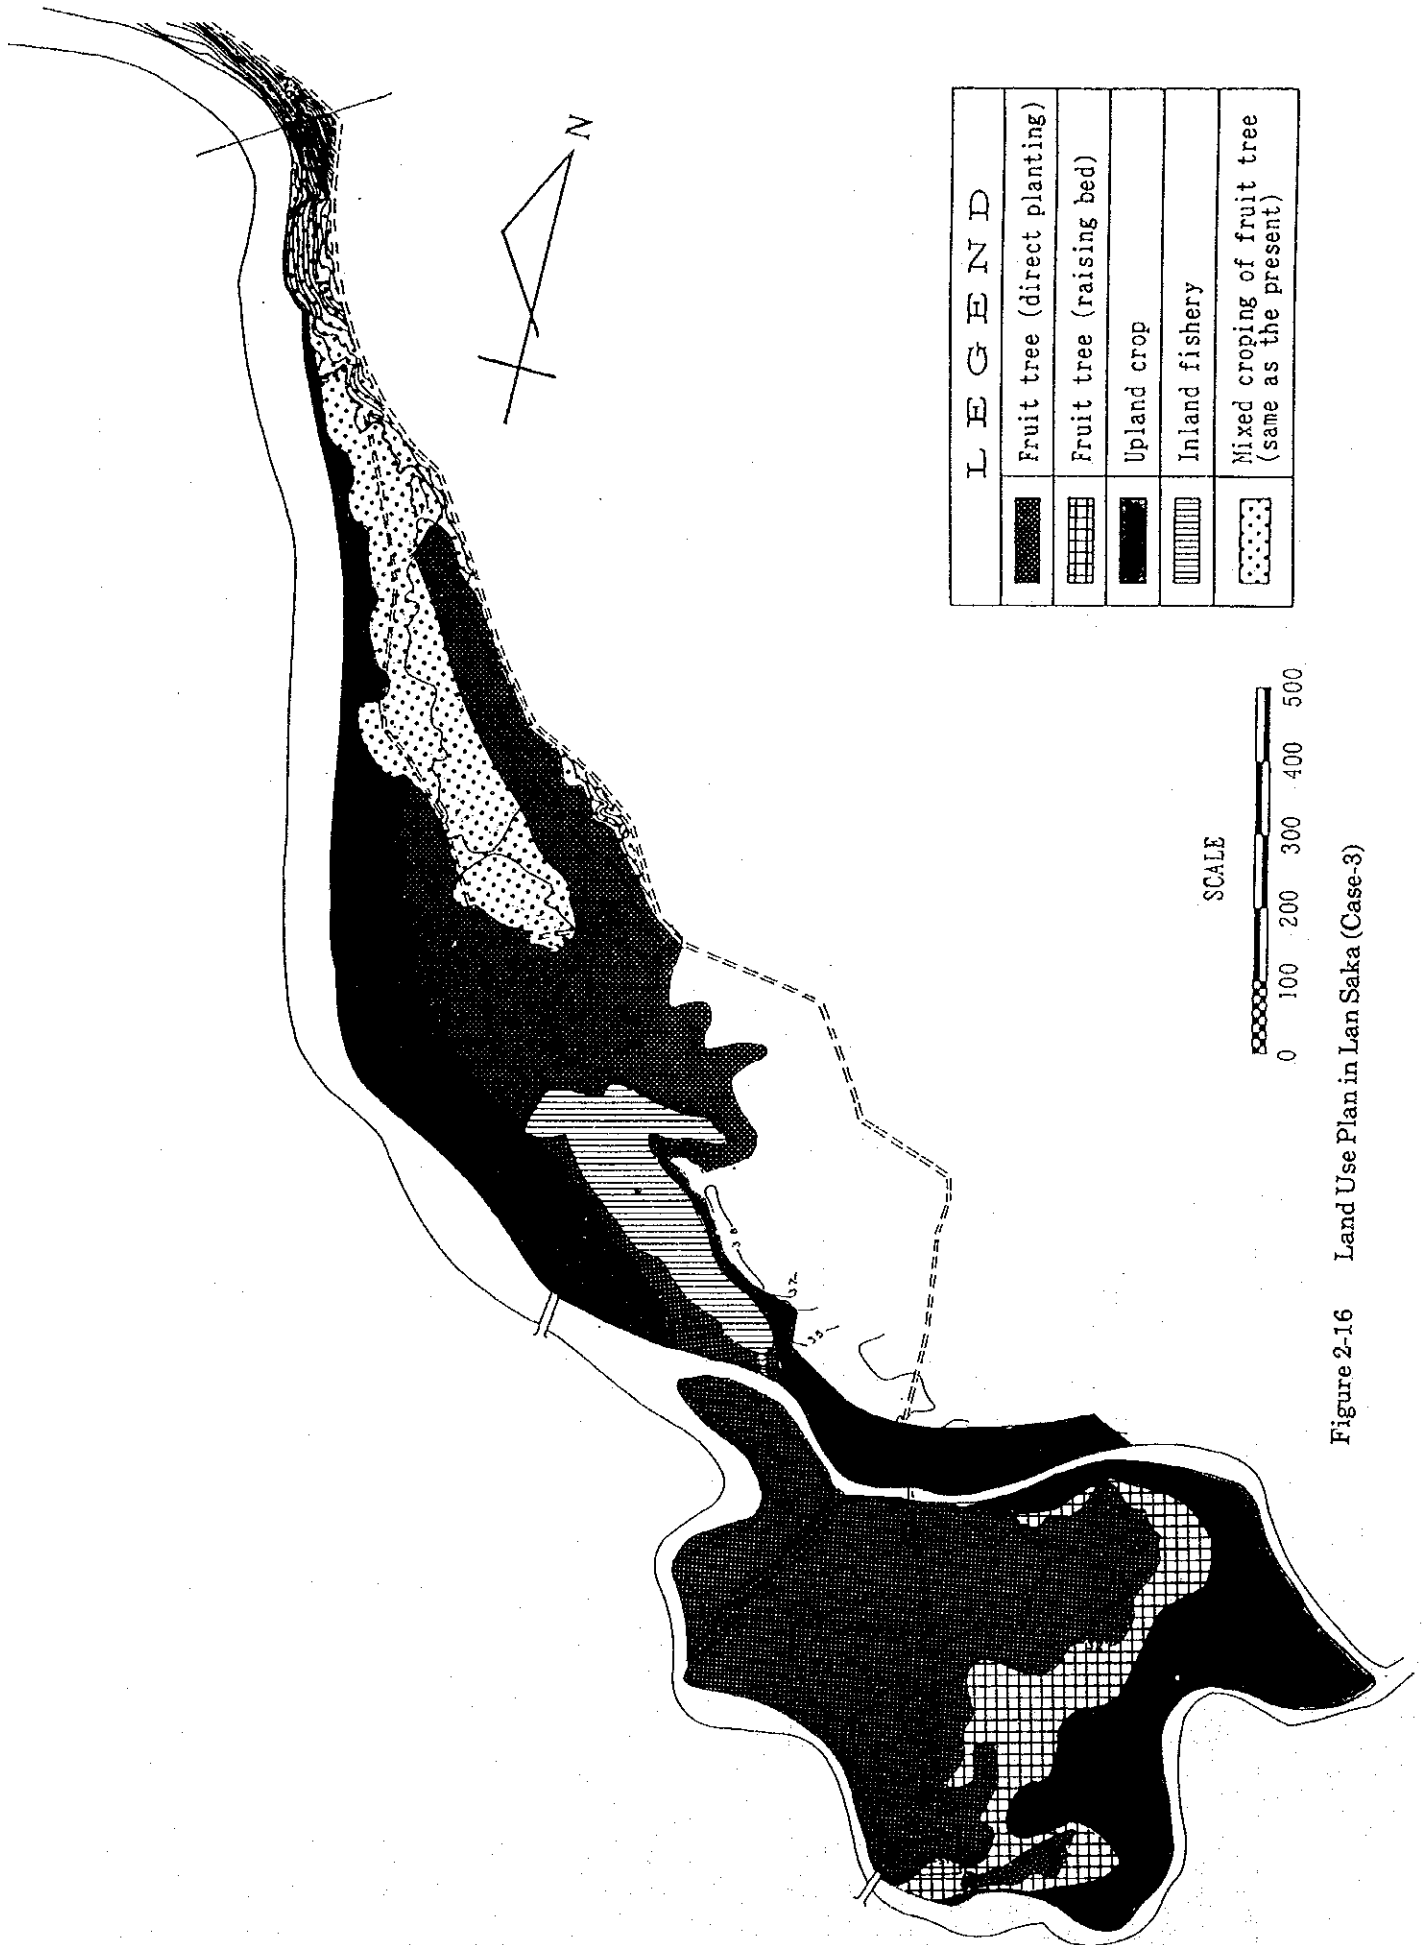 N
LEGEND
Fruit tree (direct planting)
Fruit tree (raising bed)
Upland crop
Inland fishery
Mixed croping of fruit tree
(same as the present)
SCALE
0 100 200 300 400 500
37
35
Figure 2-16 Land Use Plan in Lan Saka (Case-3)